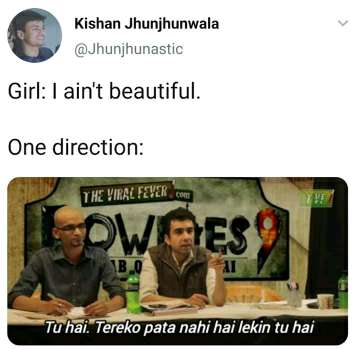 Kishan Jhunjhunwala
@Jhunjhunastic
Girl: I ain't beautiful.
One direction:
THE VIRAL FEVER .com
TVF
Tu hai. Tereko pata nahi hai lekin tu hai